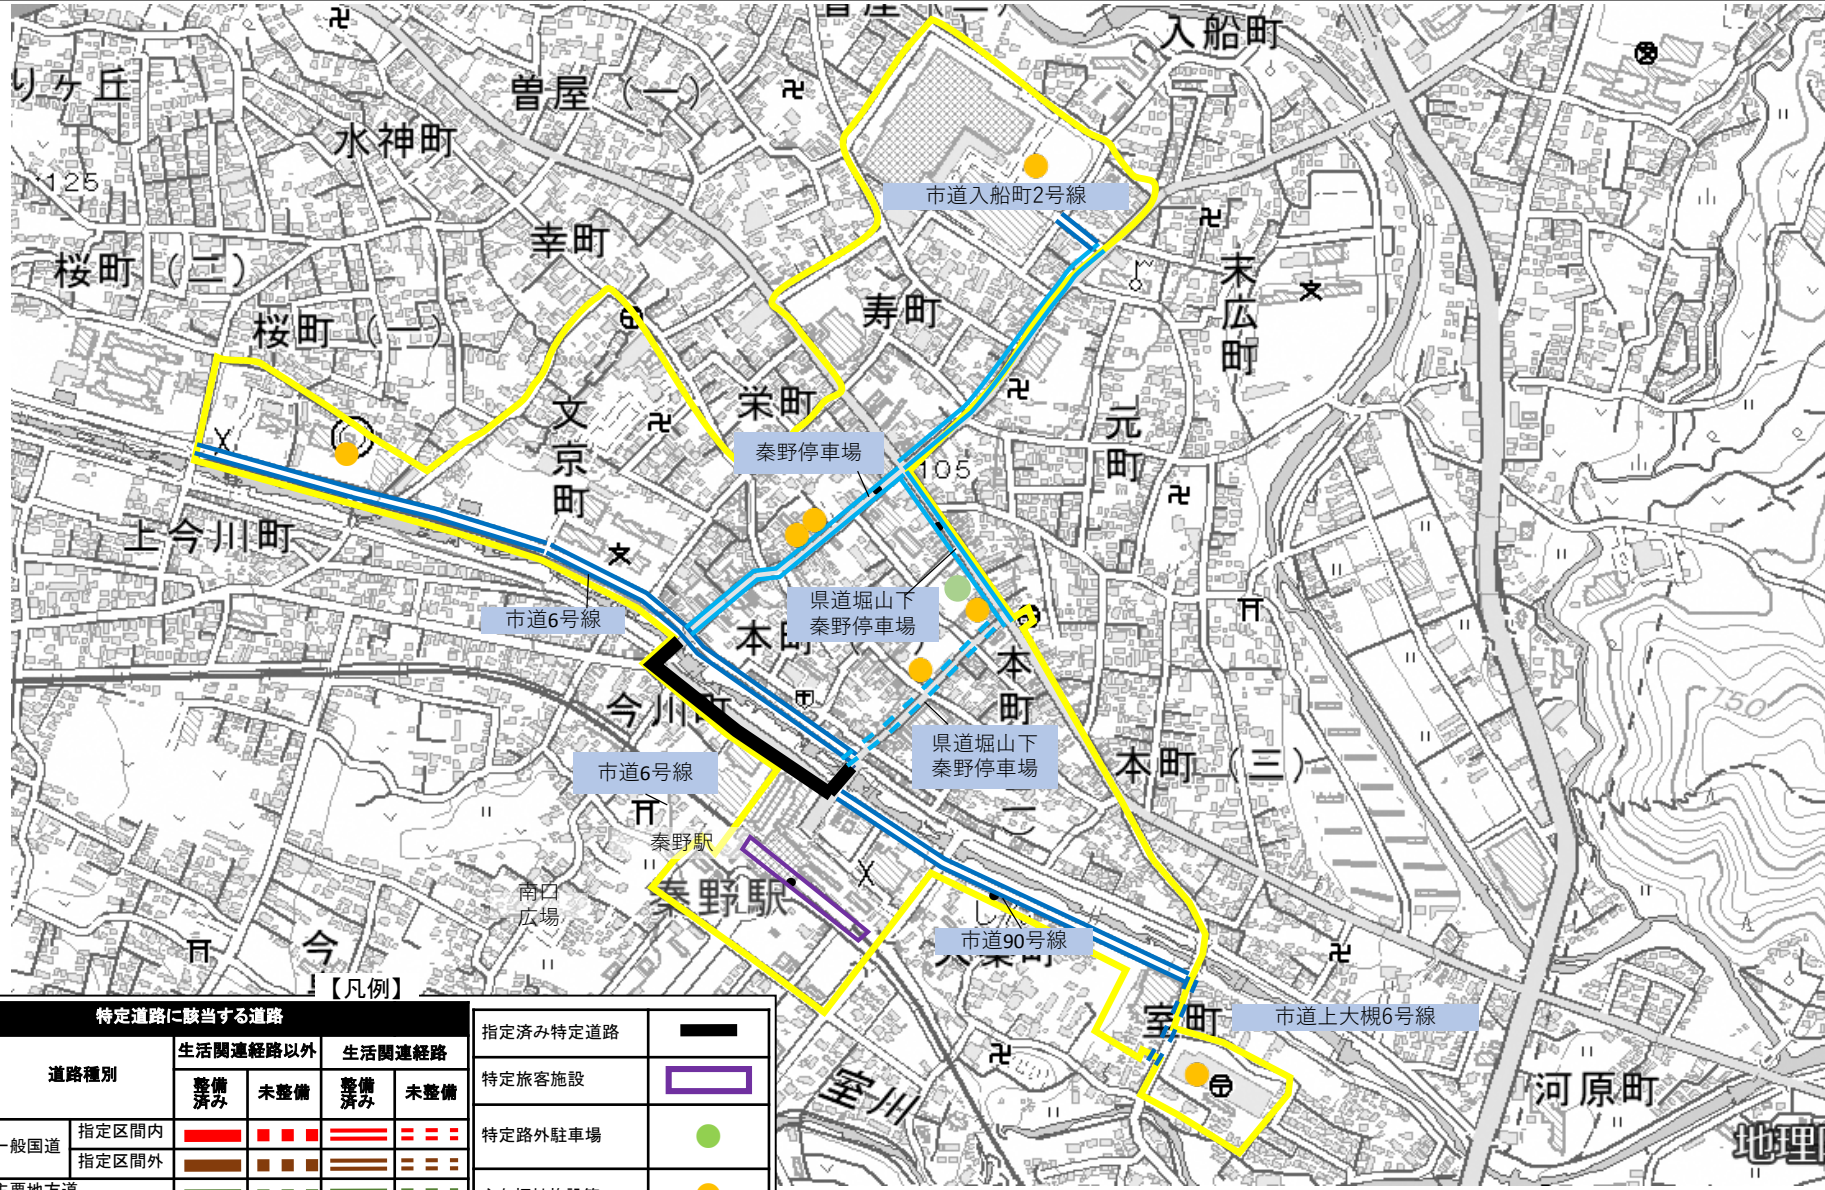 入船町
りヶ丘
曽屋（一）
水神町
125
市道入船町2号線
幸町
桜町（二）
末広町
寿町
桜町（一）
栄町
文京町
元町
秦野停車場
105
上今川町
県道堀山下
秦野停車場
市道6号線
本町
今川町
県道堀山下
秦野停車場
本町（三）
150
市道6号線
秦野駅
秦野駅
南口
広場
市道90号線
室町
市道上大槻6号線
室川
河原町
【凡例】
特定道路に該当する道路
道路種別
生活関連経路以外
生活関連経路
整備済み
未整備
整備済み
未整備
一般国道
指定区間内
指定区間外
指定済み特定道路
特定旅客施設
特定路外駐車場